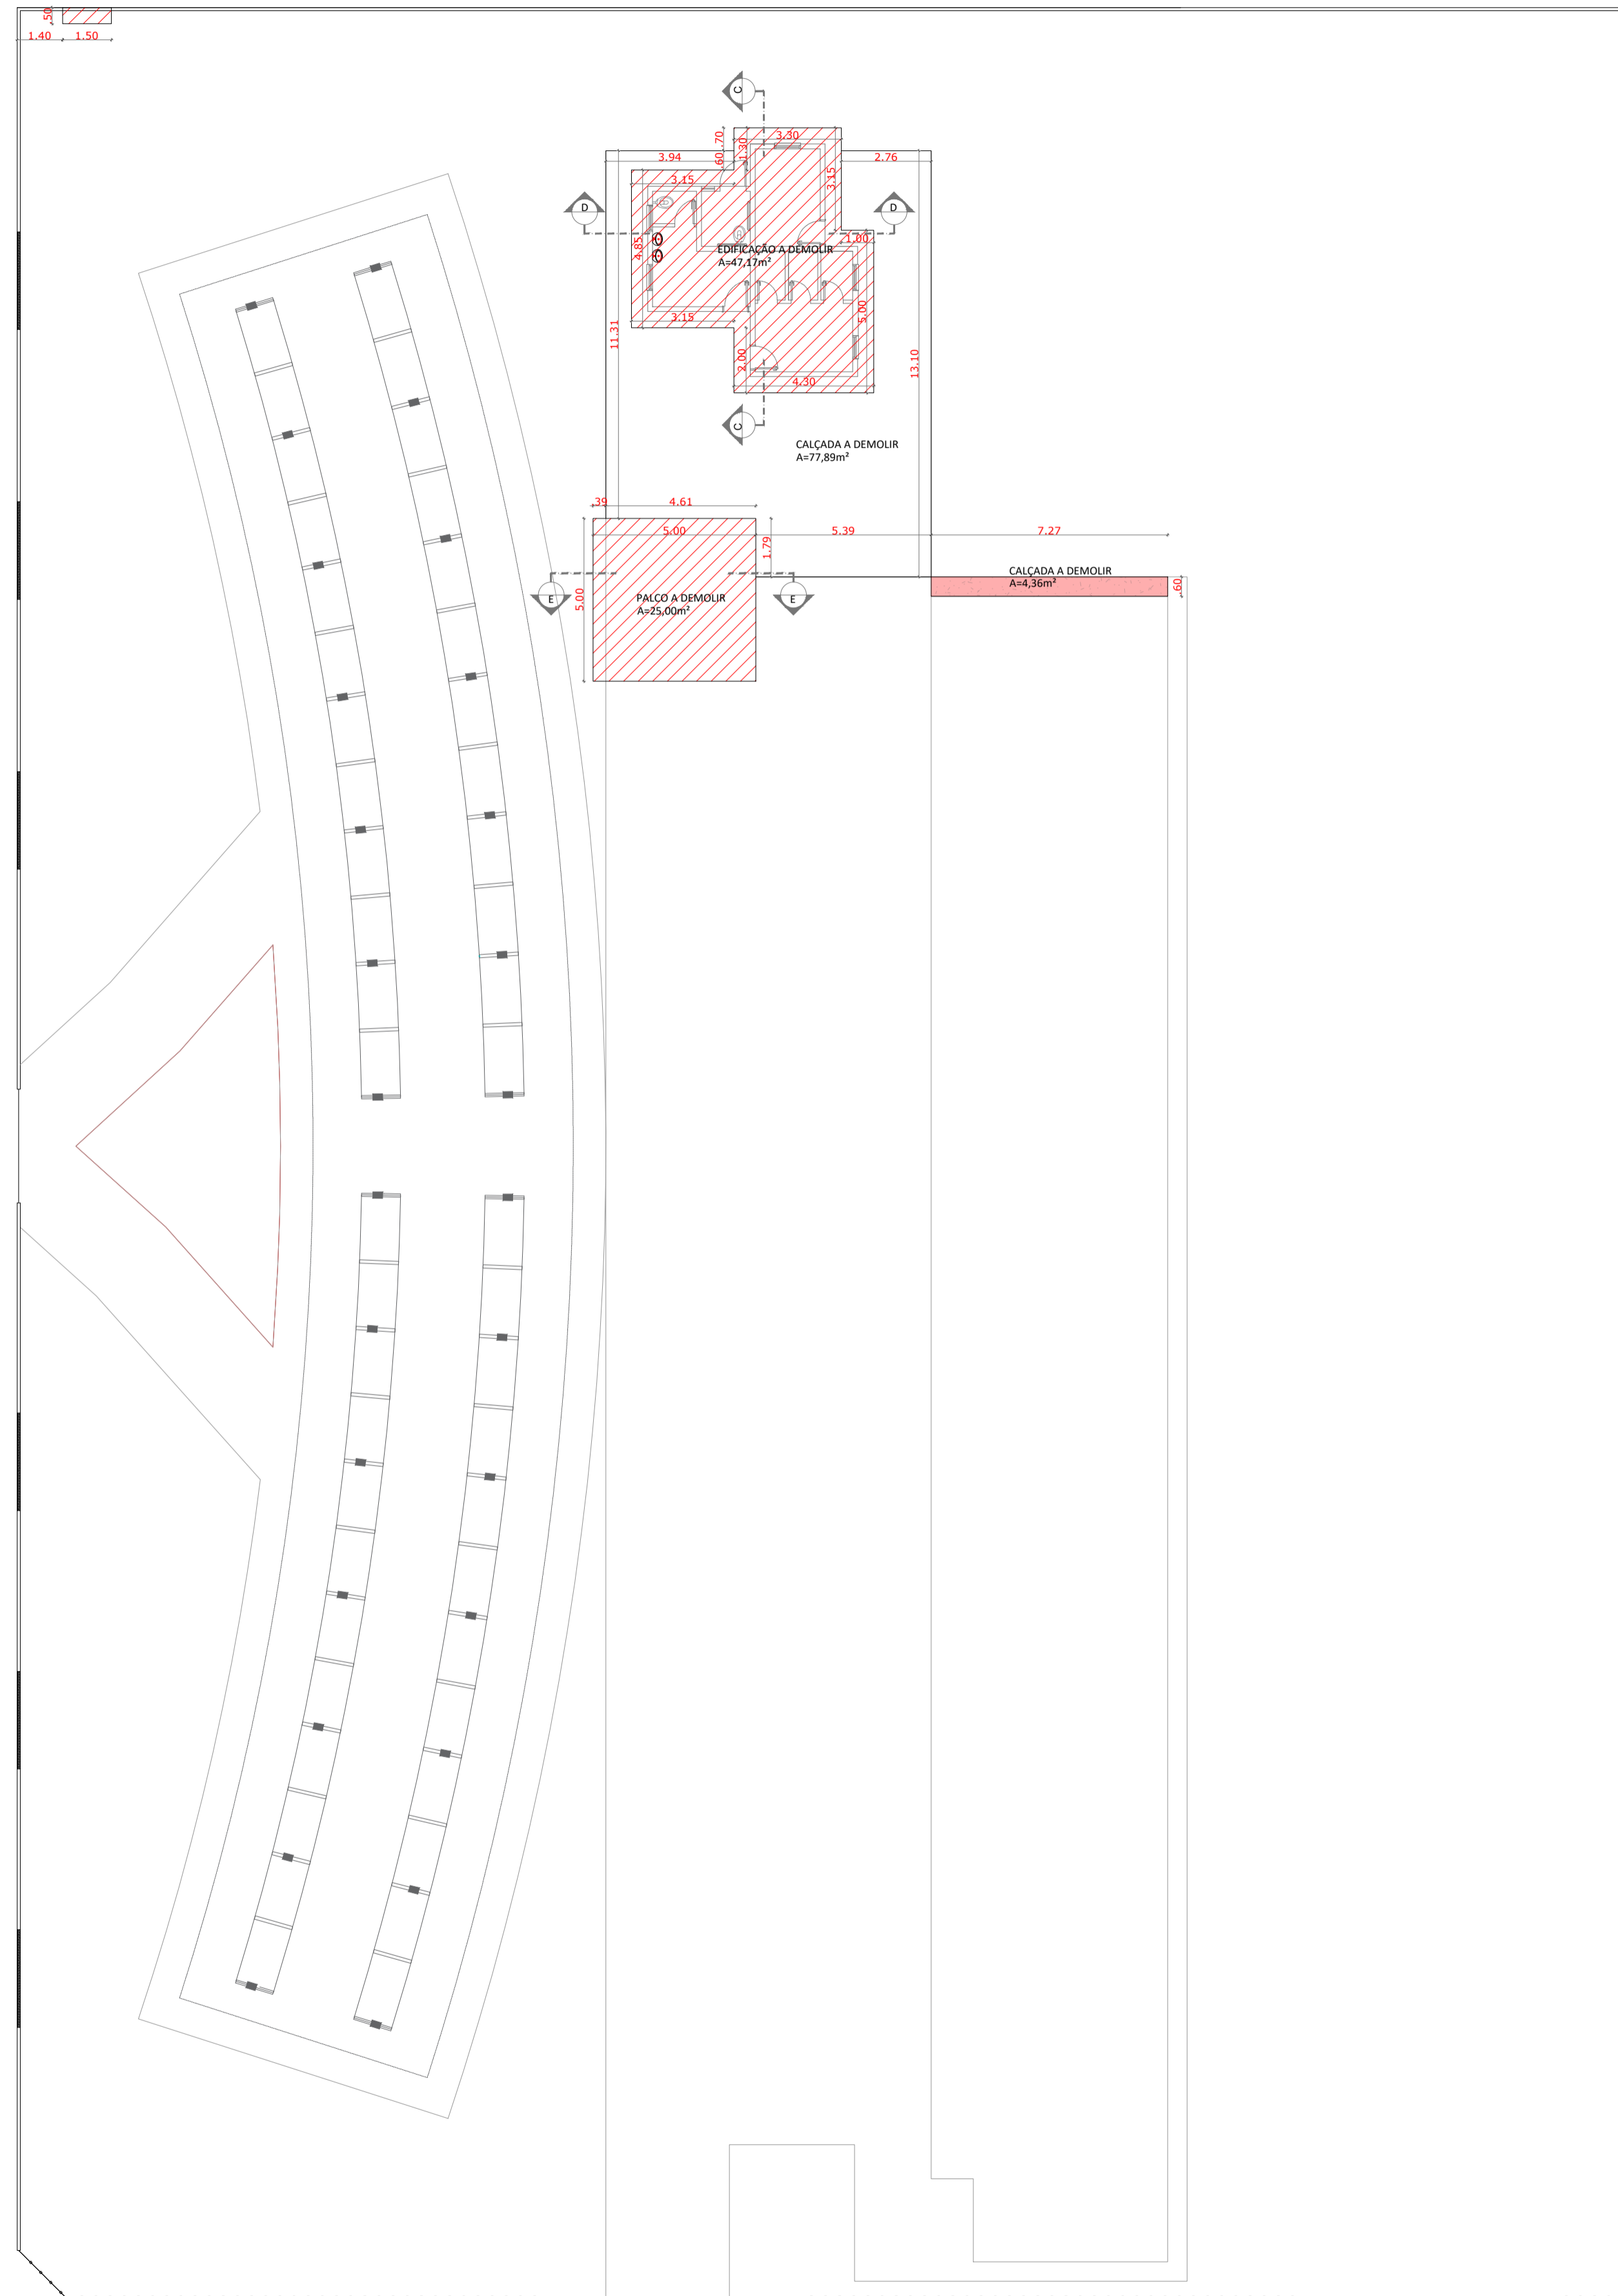 .50
1.40
1.50
C
.70
1.30
3.30
3.94
.60
2.76
3.15
3.15
D
D
4.85
1.00
EDIFICAÇÃO A DEMOLIR
A=47,17m²
3.15
5.00
11.31
2.00
13.10
4.30
C
CALÇADA A DEMOLIR
A=77,89m²
.39
4.61
5.00
5.39
7.27
1.79
CALÇADA A DEMOLIR
A=4,36m²
.60
E
E
5.00
PALCO A DEMOLIR
A=25,00m²